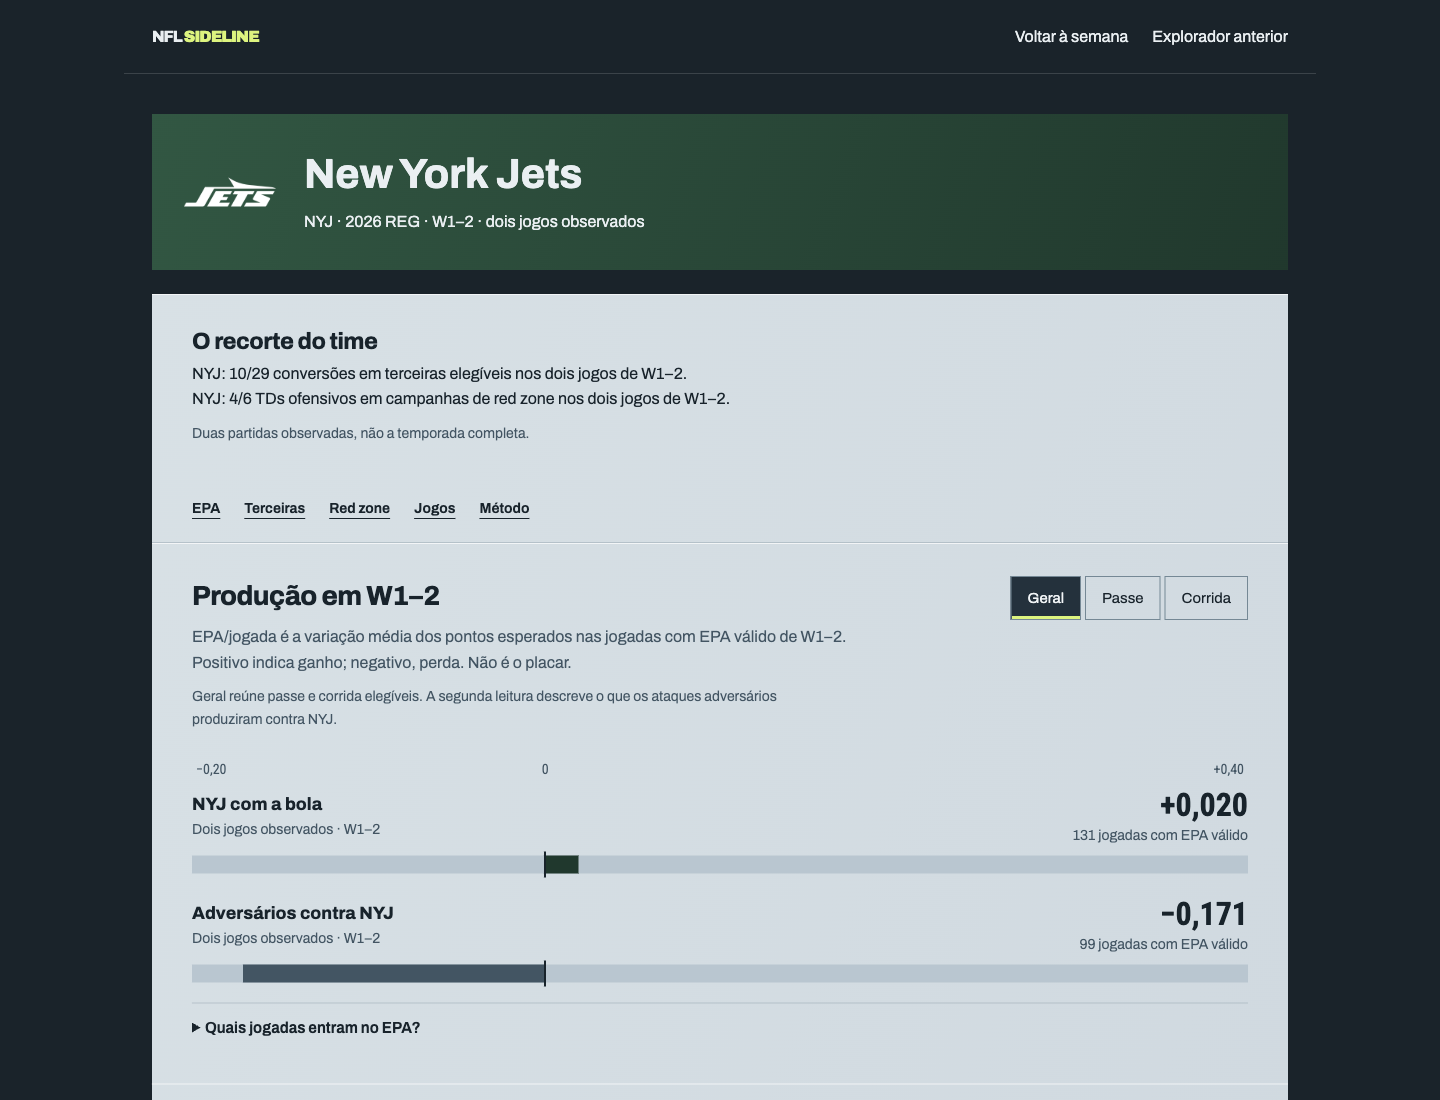 NFL SIDELINE
Voltar à semana
Explorador anterior
JETS
New York Jets
NYJ · 2026 REG · W1–2 · dois jogos observados
O recorte do time
NYJ: 10/29 conversões em terceiras elegíveis nos dois jogos de W1–2.
NYJ: 4/6 TDs ofensivos em campanhas de red zone nos dois jogos de W1–2.
Duas partidas observadas, não a temporada completa.
EPA Terceiras Red zone Jogos Método
Produção em W1–2
Geral Passe Corrida
EPA/jogada é a variação média dos pontos esperados nas jogadas com EPA válido de W1–2.
Positivo indica ganho; negativo, perda. Não é o placar.
Geral reúne passe e corrida elegíveis. A segunda leitura descreve o que os ataques adversários
produziram contra NYJ.
−0,20 0 +0,40
NYJ com a bola
+0,020
Dois jogos observados · W1–2
131 jogadas com EPA válido
Adversários contra NYJ
−0,171
Dois jogos observados · W1–2
99 jogadas com EPA válido
Quais jogadas entram no EPA?